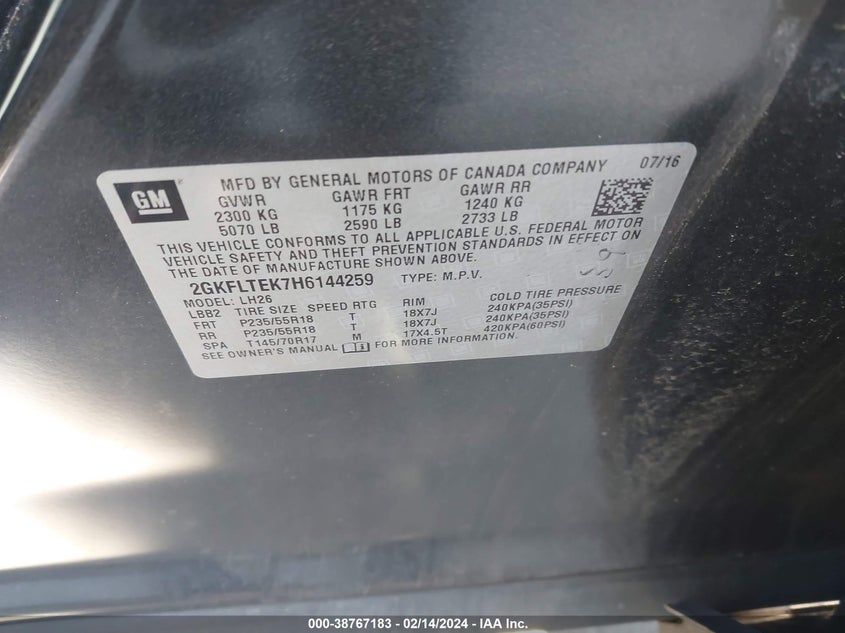 GM
MFD BY GENERAL MOTORS OF CANADA COMPANY 07/16
GVWR GAWR FRT GAWR RR
2300 KG 1175 KG 1240 KG
5070 LB 2590 LB 2733 LB
THIS VEHICLE CONFORMS TO ALL APPLICABLE U.S. FEDERAL MOTOR
VEHICLE SAFETY AND THEFT PREVENTION STANDARDS IN EFFECT ON
THE DATE OF MANUFACTURE SHOWN ABOVE.
2GKFLTEK7H6144259 TYPE: M.P.V.
MODEL: LH26
LBB2 TIRE SIZE SPEED RTG RIM COLD TIRE PRESSURE
FRT P235/55R18 T 18X7J 240KPA(35PSI)
RR P235/55R18 T 18X7J 240KPA(35PSI)
SPA T145/70R17 M 17X4.5T 420KPA(60PSI)
SEE OWNER'S MANUAL FOR MORE INFORMATION.
000-38767183 - 02/14/2024 - IAA Inc.